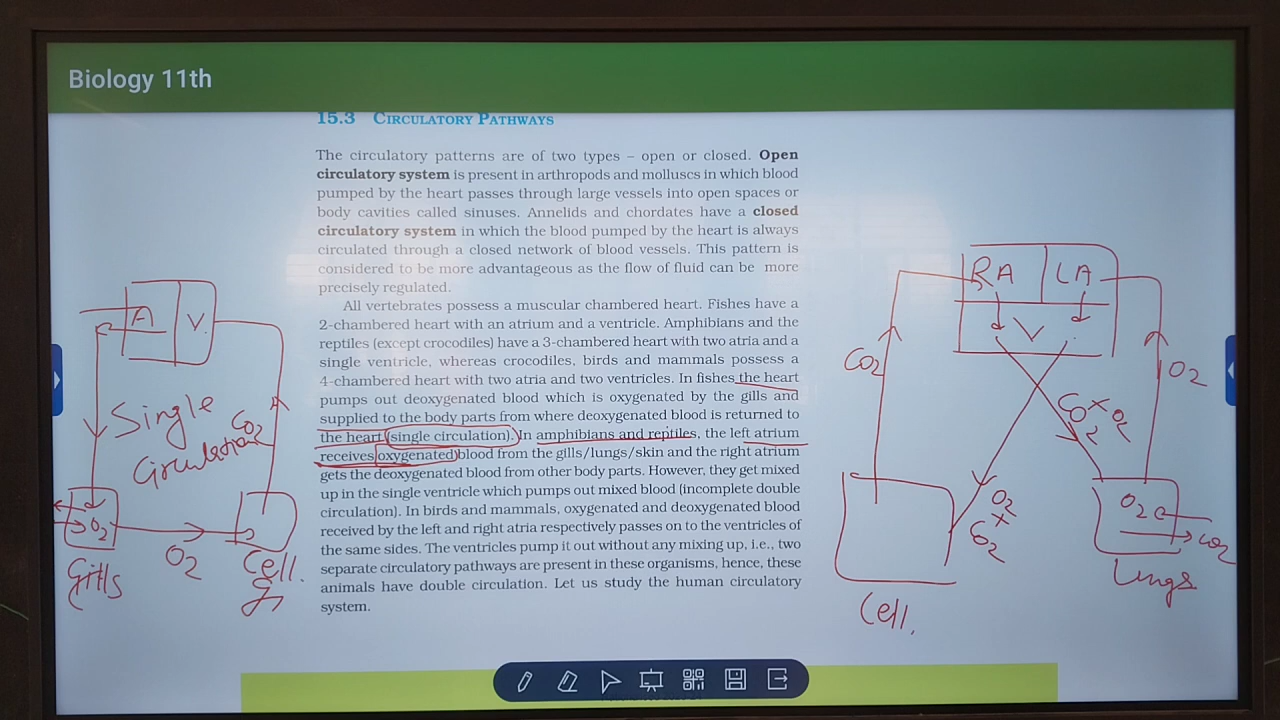 Biology 11th
15.3 CIRCULATORY PATHWAYS
The circulatory patterns are of two types – open or closed. Open
circulatory system is present in arthropods and molluscs in which blood
pumped by the heart passes through large vessels into open spaces or
body cavities called sinuses. Annelids and chordates have a closed
circulatory system in which the blood pumped by the heart is always
circulated through a closed network of blood vessels. This pattern is
considered to be more advantageous as the flow of fluid can be more
precisely regulated.
All vertebrates possess a muscular chambered heart. Fishes have a
2-chambered heart with an atrium and a ventricle. Amphibians and the
reptiles (except crocodiles) have a 3-chambered heart with two atria and a
single ventricle, whereas crocodiles, birds and mammals possess a
4-chambered heart with two atria and two ventricles. In fishes the heart
pumps out deoxygenated blood which is oxygenated by the gills and
supplied to the body parts from where deoxygenated blood is returned to
the heart (single circulation). In amphibians and reptiles, the left atrium
receives oxygenated blood from the gills/lungs/skin and the right atrium
gets the deoxygenated blood from other body parts. However, they get mixed
up in the single ventricle which pumps out mixed blood (incomplete double
circulation). In birds and mammals, oxygenated and deoxygenated blood
received by the left and right atria respectively passes on to the ventricles of
the same sides. The ventricles pump it out without any mixing up, i.e., two
separate circulatory pathways are present in these organisms, hence, these
animals have double circulation. Let us study the human circulatory
system.
A V.
Single
Circulation
CO2
O2
O2
Gills
Cell.
RA LA
V
CO2
O2
CO2 + O2
O2
+
CO2
O2
CO2
Cell.
Lungs